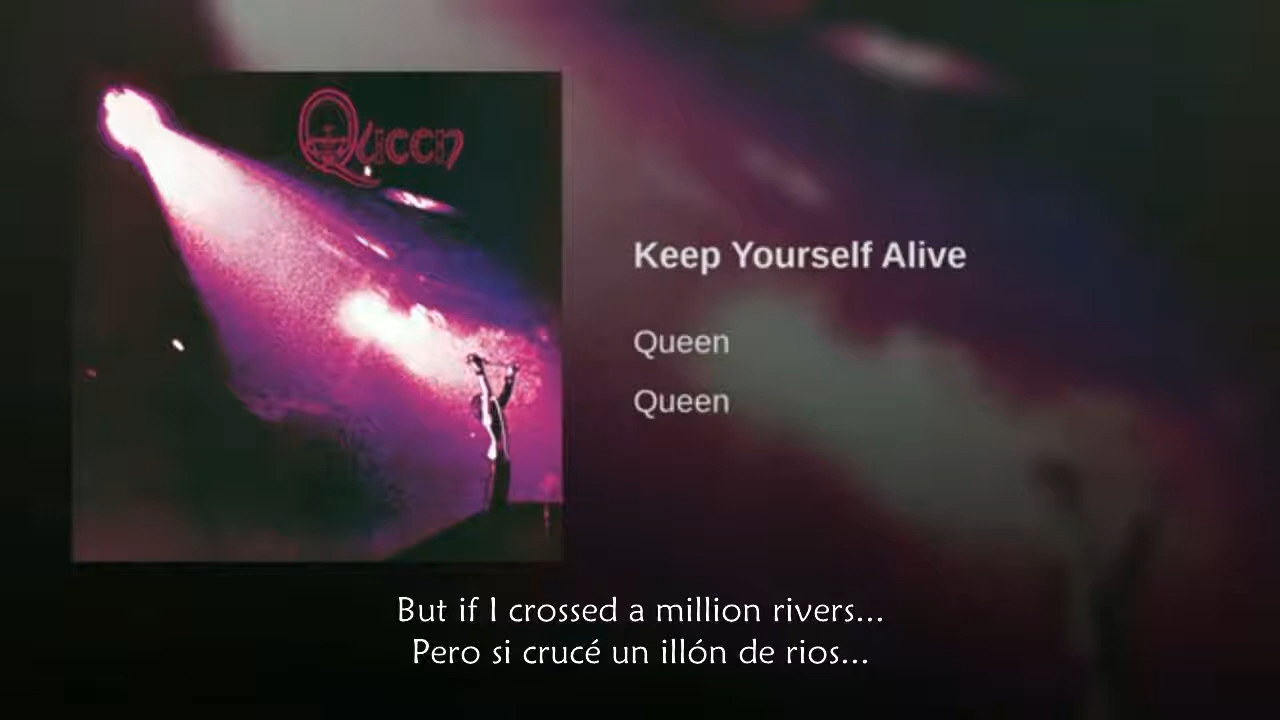 Queen
Keep Yourself Alive
Queen
Queen
But if I crossed a million rivers...
Pero si crucé un illón de rios...